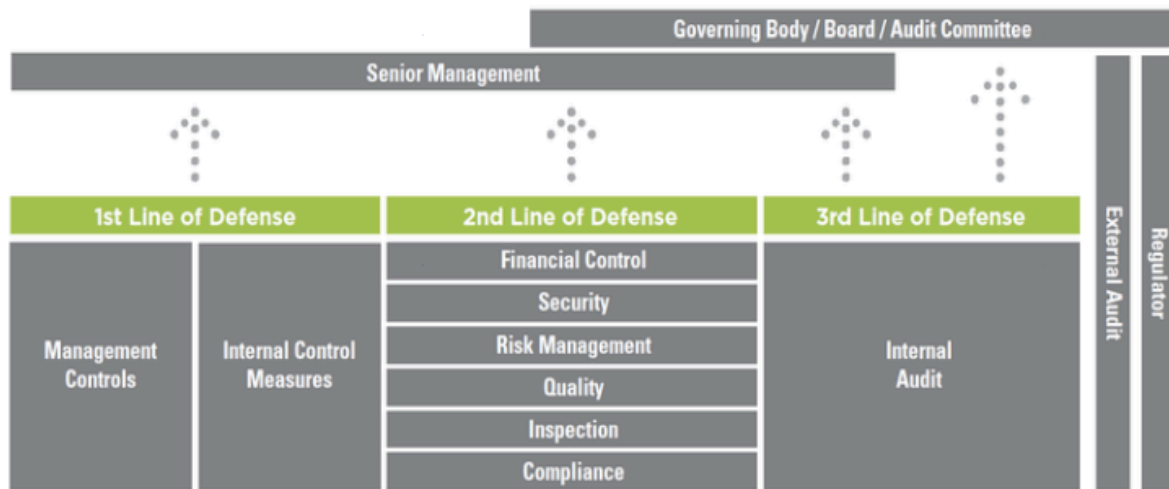 Governing Body / Board / Audit Committee
Senior Management
1st Line of Defense
2nd Line of Defense
3rd Line of Defense
Management
Controls
Internal Control
Measures
Financial Control
Security
Risk Management
Quality
Inspection
Compliance
Internal
Audit
External Audit
Regulator